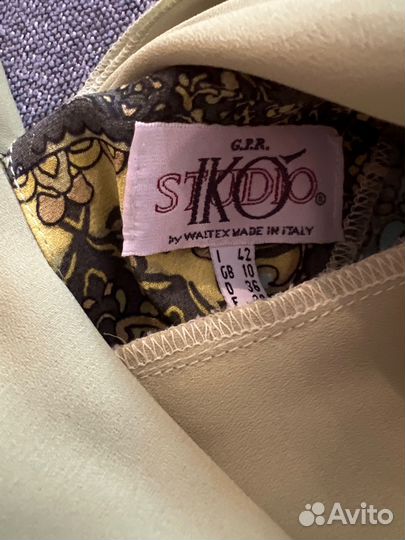 G.P.R.
STUDIO
IKO'
®
by WALTEX MADE IN ITALY
I 42
GB 10
D 36
F
Avito